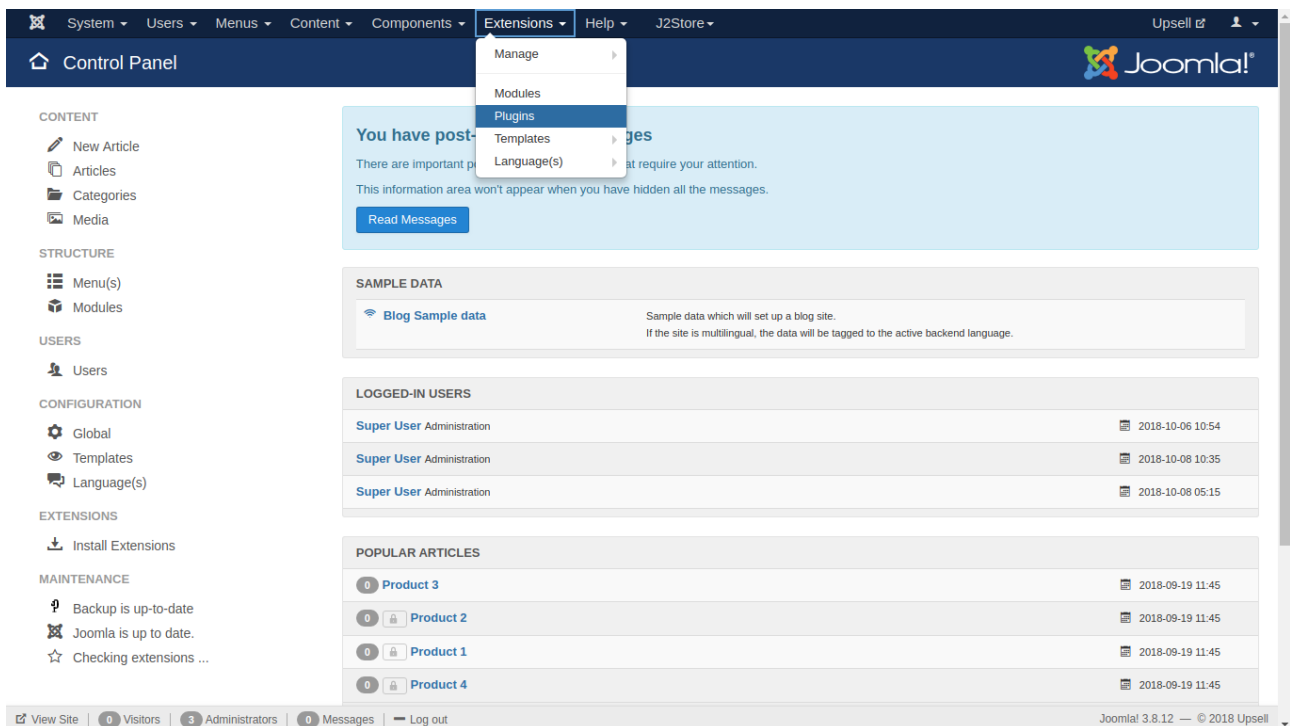 System Users Menus Content Components Extensions Help J2Store Upsell
Control Panel Joomla!®
Manage
Modules
Plugins
Templates
Language(s)
CONTENT
New Article
Articles
Categories
Media
STRUCTURE
Menu(s)
Modules
USERS
Users
CONFIGURATION
Global
Templates
Language(s)
EXTENSIONS
Install Extensions
MAINTENANCE
Backup is up-to-date
Joomla is up to date.
Checking extensions ...
You have post- ges
There are important p at require your attention.
This information area won't appear when you have hidden all the messages.
Read Messages
SAMPLE DATA
Blog Sample data Sample data which will set up a blog site.
If the site is multilingual, the data will be tagged to the active backend language.
LOGGED-IN USERS
Super User Administration 2018-10-06 10:54
Super User Administration 2018-10-08 10:35
Super User Administration 2018-10-08 05:15
POPULAR ARTICLES
0 Product 3 2018-09-19 11:45
0 Product 2 2018-09-19 11:45
0 Product 1 2018-09-19 11:45
0 Product 4 2018-09-19 11:45
View Site 0 Visitors 3 Administrators 0 Messages Log out Joomla! 3.8.12 — © 2018 Upsell